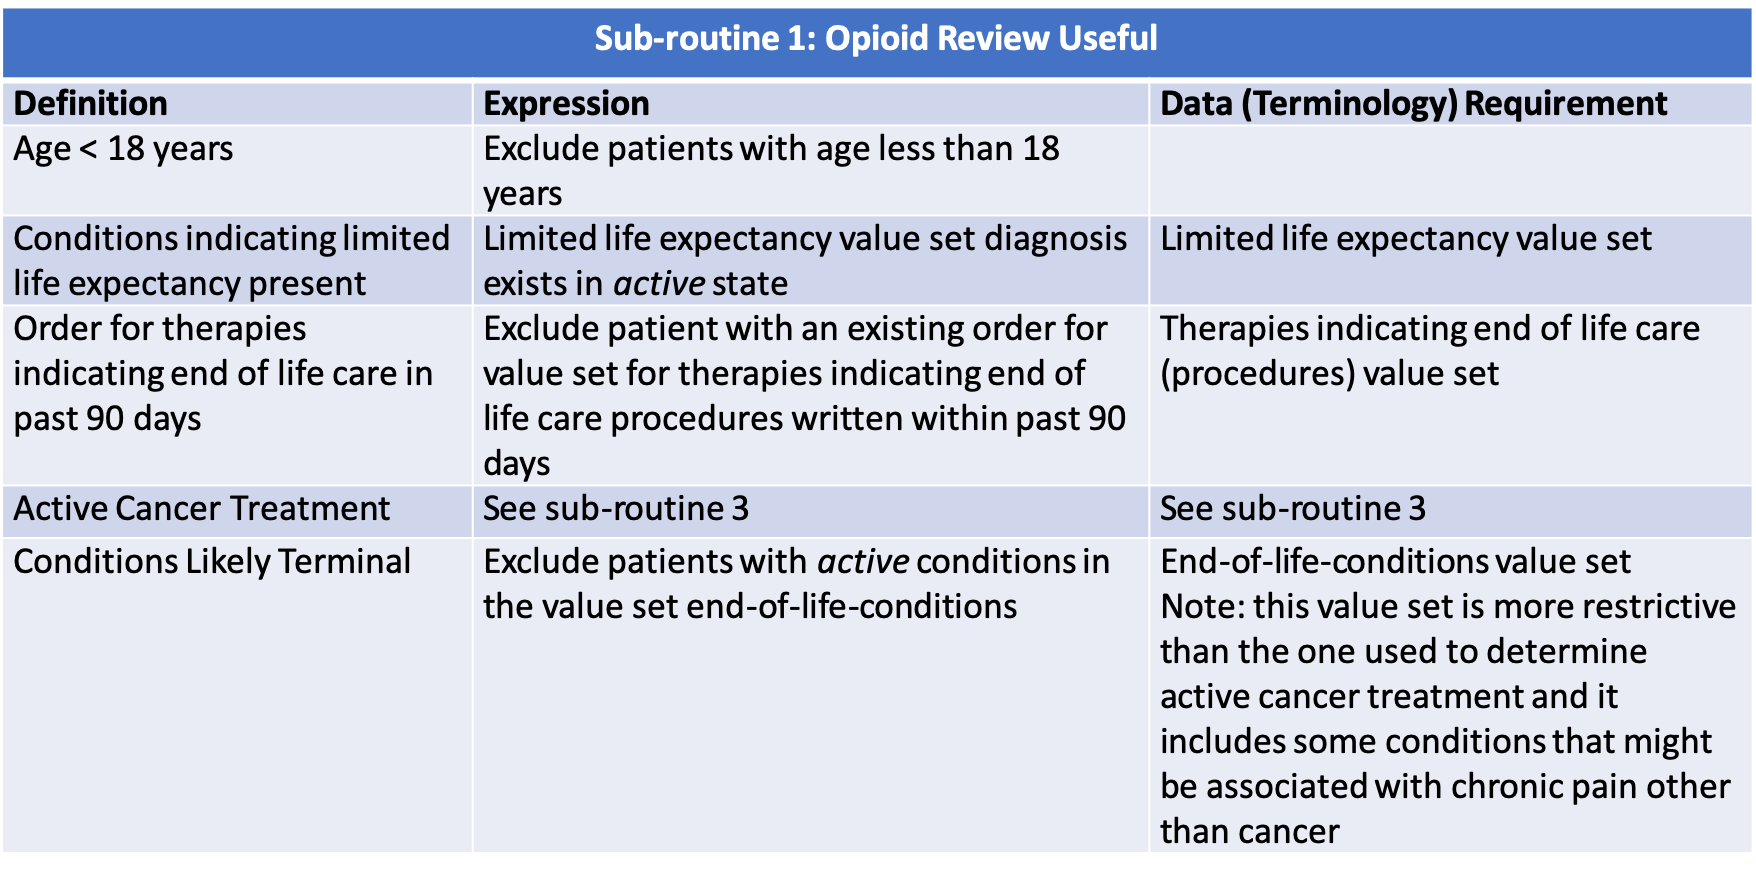 Sub-routine 1: Opioid Review Useful
Definition
Expression
Data (Terminology) Requirement
Age < 18 years
Exclude patients with age less than 18
years
Conditions indicating limited
life expectancy present
Limited life expectancy value set diagnosis
exists in active state
Limited life expectancy value set
Order for therapies
indicating end of life care in
past 90 days
Exclude patient with an existing order for
value set for therapies indicating end of
life care procedures written within past 90
days
Therapies indicating end of life care
(procedures) value set
Active Cancer Treatment
See sub-routine 3
See sub-routine 3
Conditions Likely Terminal
Exclude patients with active conditions in
the value set end-of-life-conditions
End-of-life-conditions value set
Note: this value set is more restrictive
than the one used to determine
active cancer treatment and it
includes some conditions that might
be associated with chronic pain other
than cancer